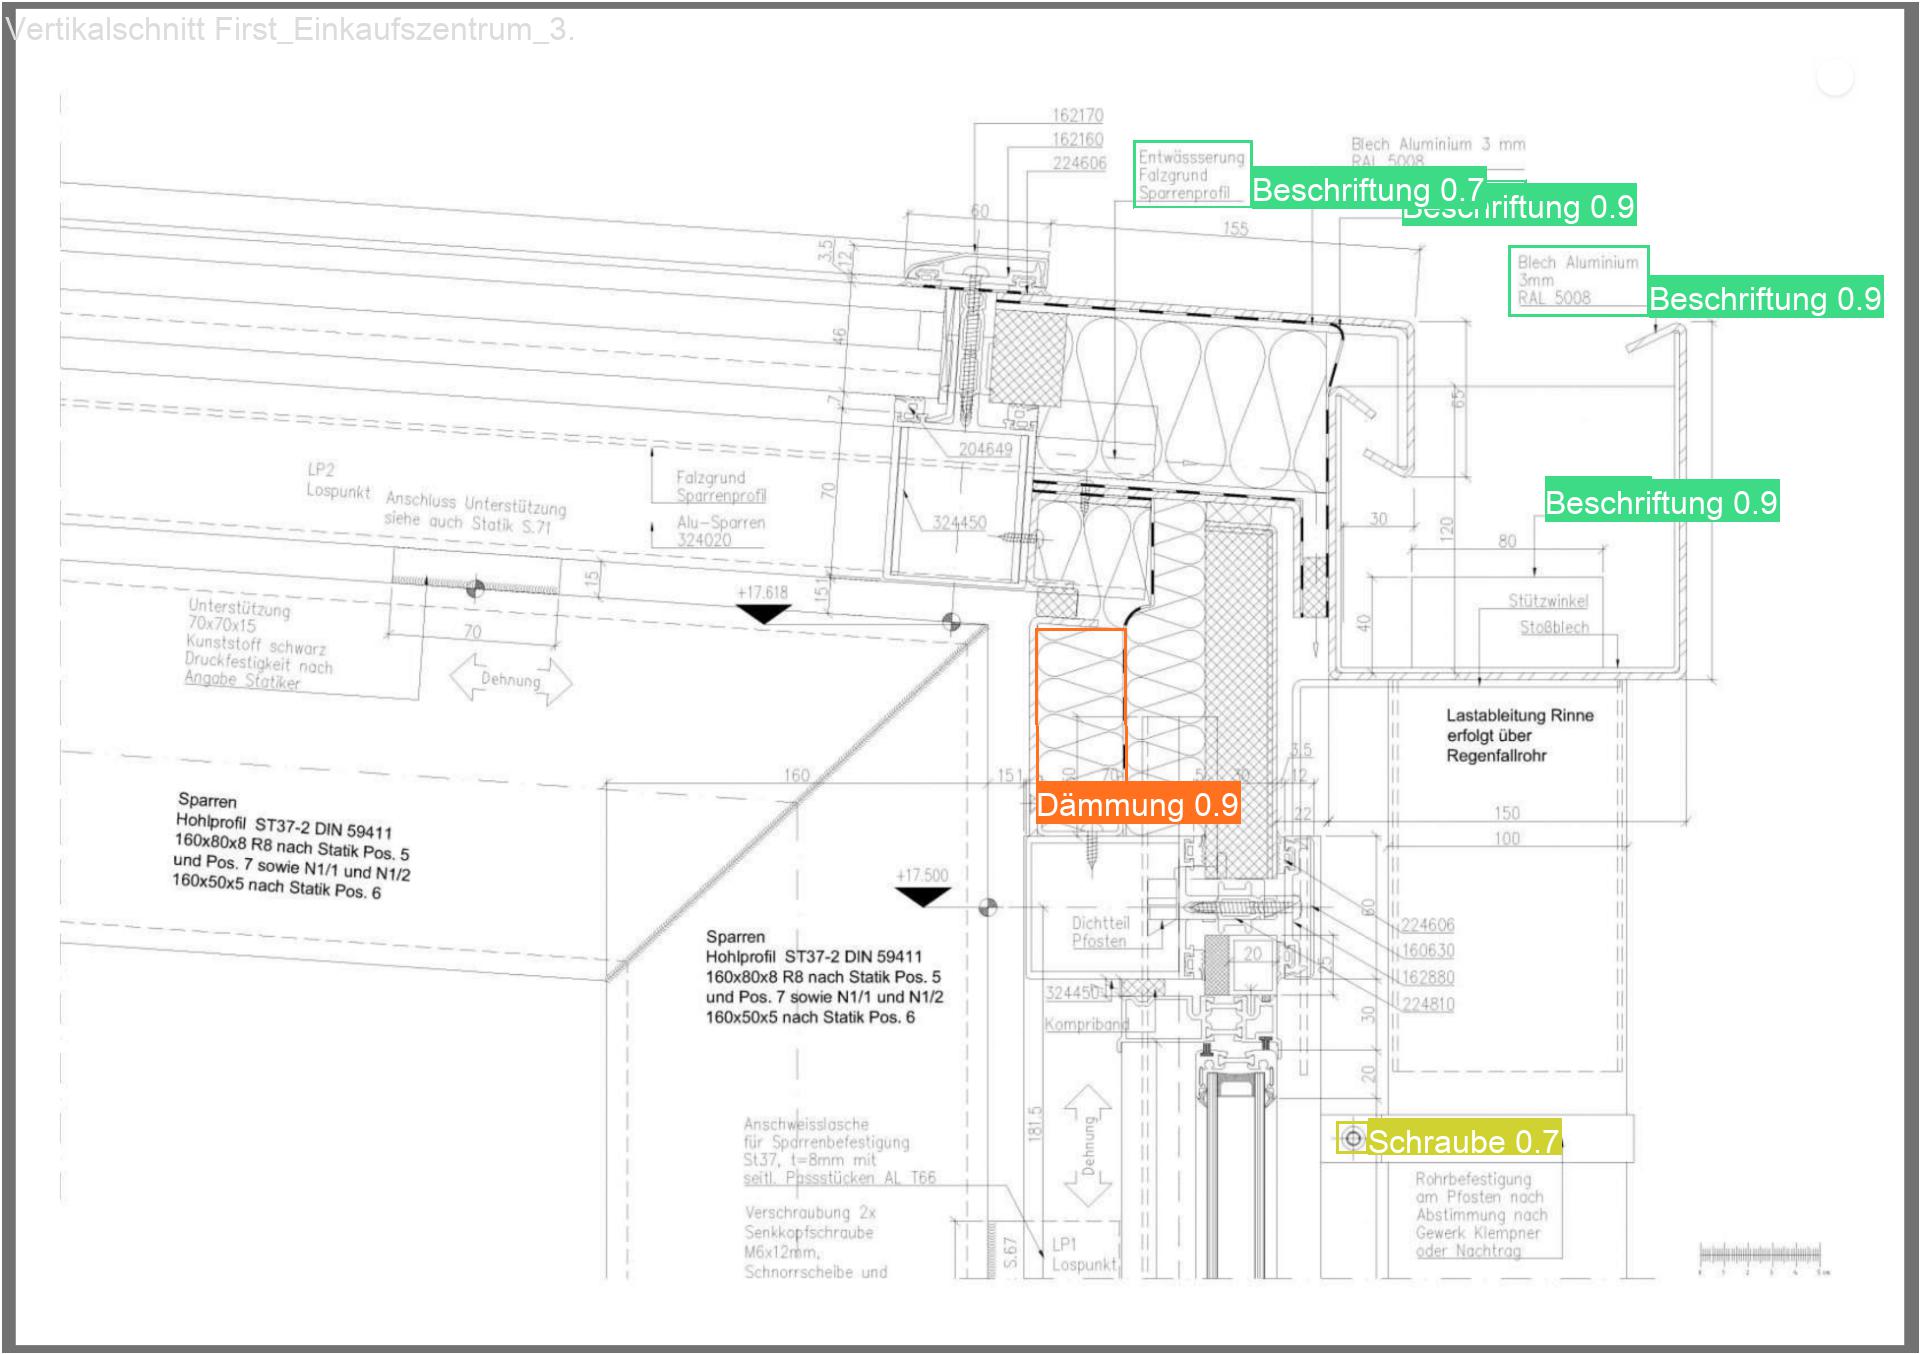 Vertikalschnitt First_Einkaufszentrum_3.
162170
162160
224606
Entwässserung
Falzgrund
Sparrenprofil
Blech Aluminium 3 mm
RAL 5008
Beschriftung 0.7
Beschriftung 0.9
60
155
3,5
12
Blech Aluminium
3mm
RAL 5008
Beschriftung 0.9
46
7
65
204649
LP2
Lospunkt
Anschluss Unterstützung
siehe auch Statik S.71
Falzgrund
Sparrenprofil
Alu-Sparren
324020
70
324450
Beschriftung 0.9
30
120
80
15
15
1
+17.618
Unterstützung
70x70x15
Kunststoff schwarz
Druckfestigkeit nach
Angabe Statiker
70
Dehnung
40
Stützwinkel
Stoßblech
Lastableitung Rinne
erfolgt über
Regenfallrohr
160
15
1
70
3,5
12
Dämmung 0.9
22
150
100
Sparren
Hohlprofil ST37-2 DIN 59411
160x80x8 R8 nach Statik Pos. 5
und Pos. 7 sowie N1/1 und N1/2
160x50x5 nach Statik Pos. 6
+17.500
Dichtteil
Pfosten
60
224606
160630
162880
224810
20
25
Sparren
Hohlprofil ST37-2 DIN 59411
160x80x8 R8 nach Statik Pos. 5
und Pos. 7 sowie N1/1 und N1/2
160x50x5 nach Statik Pos. 6
324450
Kompriband
30
20
181.5
Dehnung
Anschweisslasche
für Sparrenbefestigung
St37, t=8mm mit
seitl. Passstücken AL T66
Schraube 0.7
Rohrbefestigung
am Pfosten nach
Abstimmung nach
Gewerk Klempner
oder Nachtrag
Verschraubung 2x
Senkkopfschraube
M6x12mm,
Schnorrscheibe und
S.67
LP1
Lospunkt